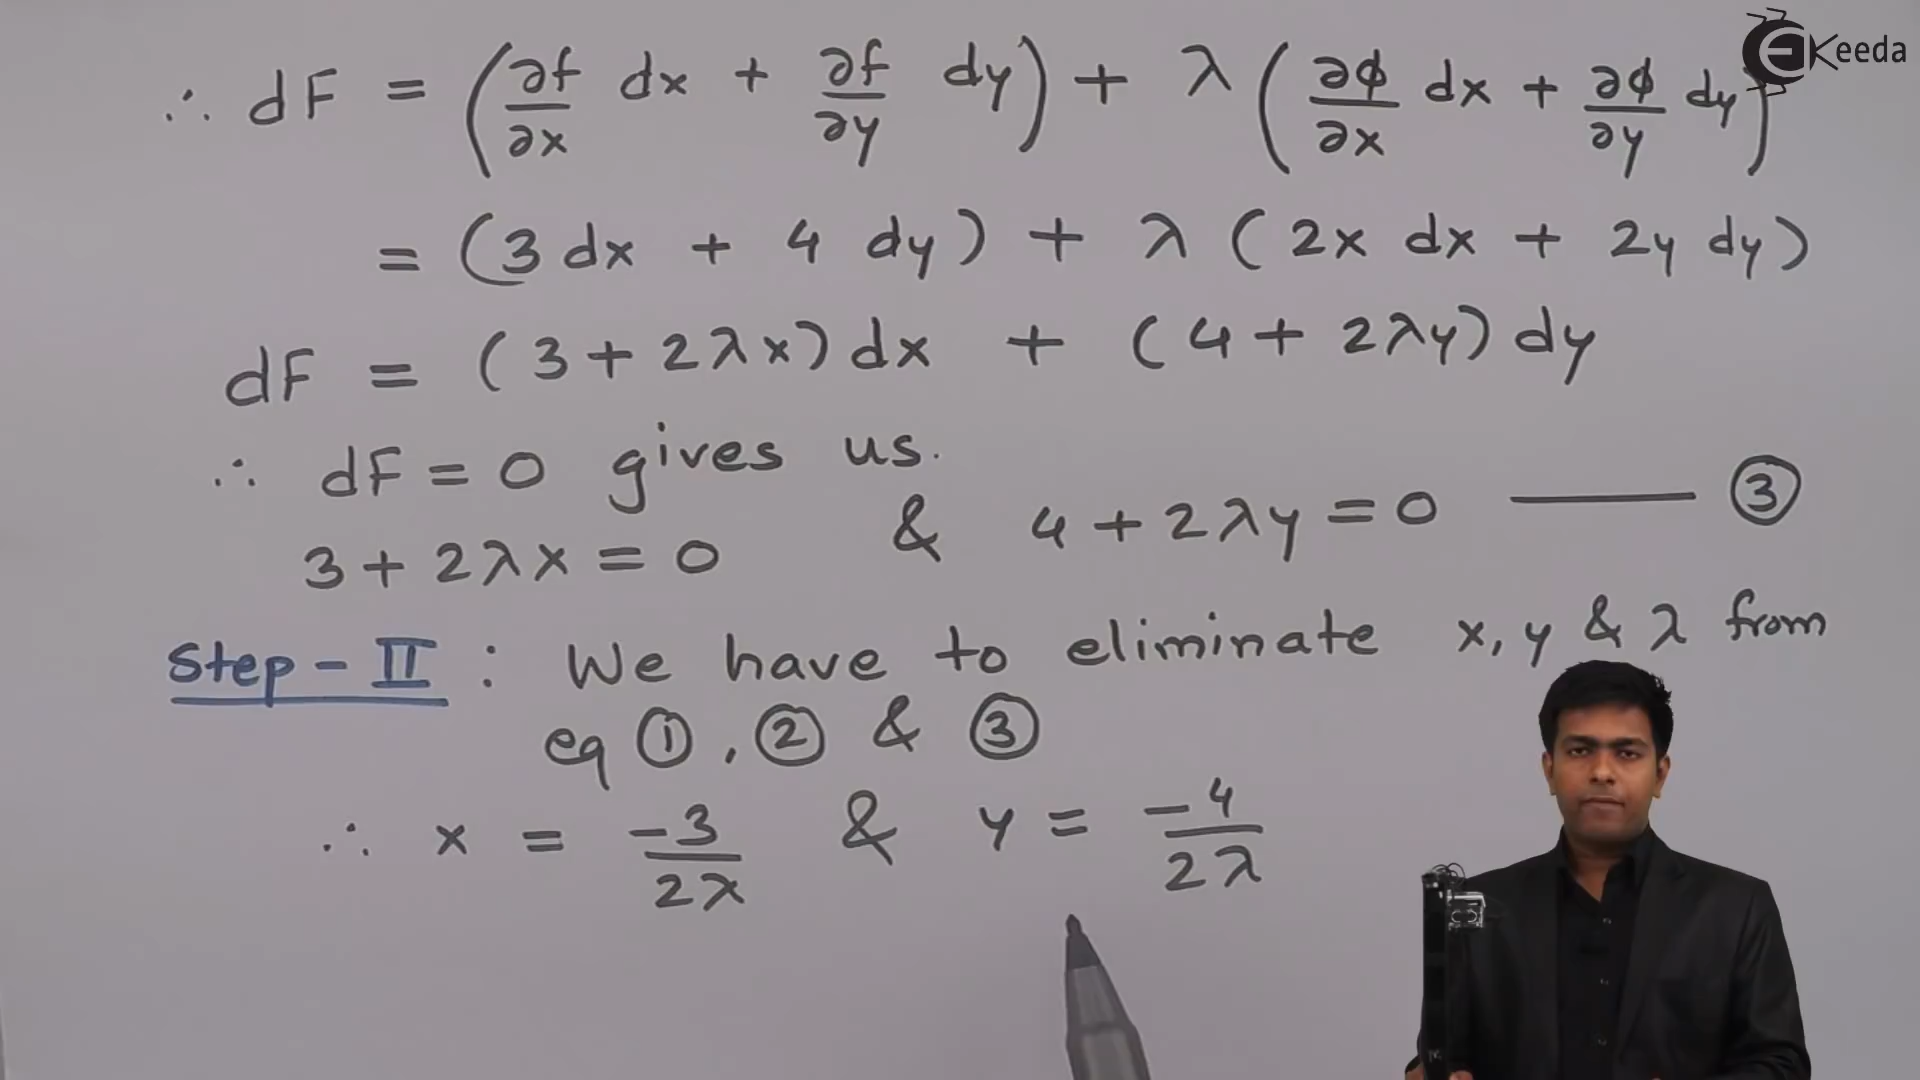 Ekeeda
∴ dF = (∂f/∂x dx + ∂f/∂y dy) + λ (∂ϕ/∂x dx + ∂ϕ/∂y dy)
= (3 dx + 4 dy) + λ (2x dx + 2y dy)
dF = (3 + 2λx) dx + (4 + 2λy) dy
∴ dF = 0 gives us.
3 + 2λx = 0 & 4 + 2λy = 0 —— ③
Step - II : We have to eliminate x, y & λ from
eq ①, ② & ③
∴ x = -3/2λ & y = -4/2λ